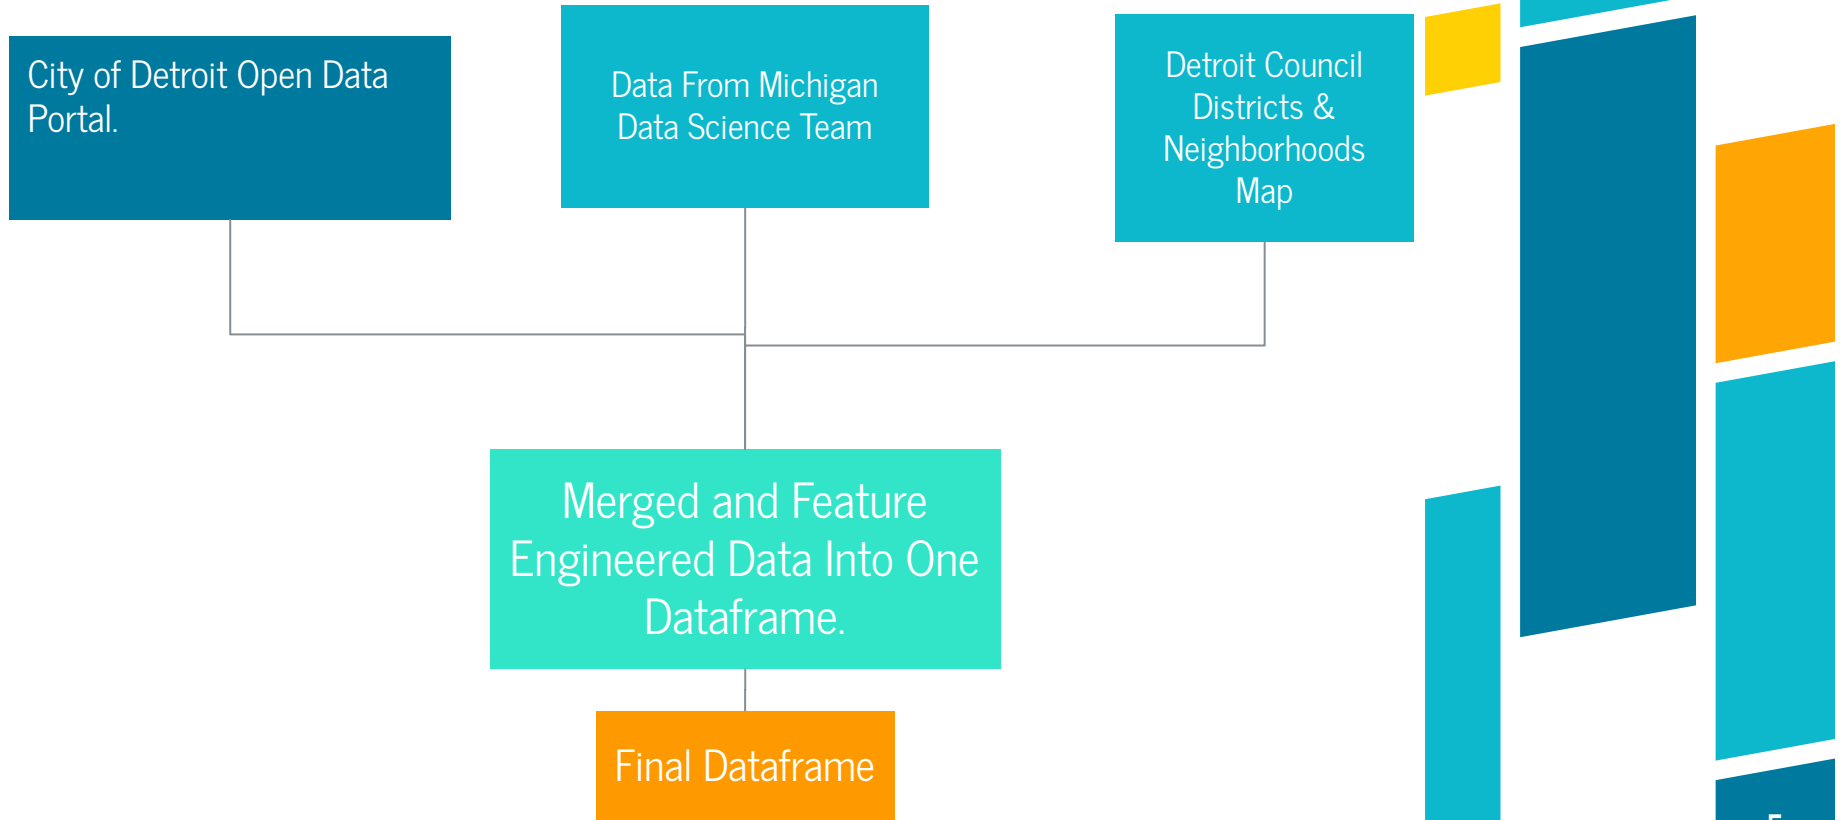 City of Detroit Open Data
Portal.
Data From Michigan
Data Science Team
Detroit Council
Districts &
Neighborhoods
Map
Merged and Feature
Engineered Data Into One
Dataframe.
Final Dataframe